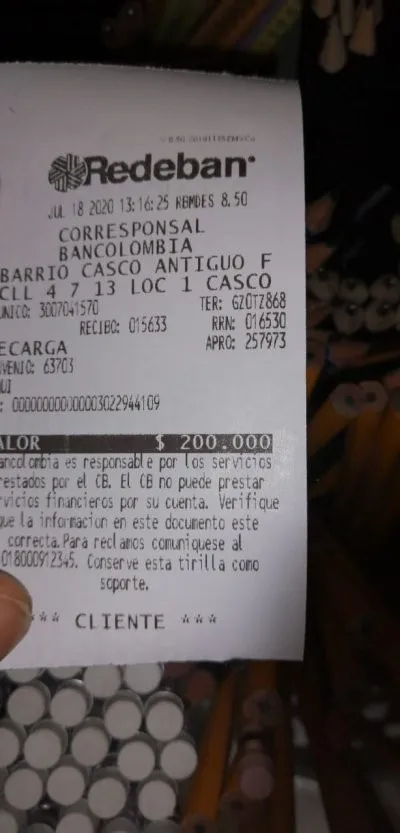 Redeban
JUL 18 2020 13:16:25 RBMDES 8.50
CORRESPONSAL
BANCOLOMBIA
BARRIO CASCO ANTIGUO F
CLL 4 7 13 LOC 1 CASCO
UNICO: 3007041570 TER: GZ0TZ868
RECIBO: 015633 RRN: 016530
ECARGA APRO: 257973
VENIO: 63703
UI
: 00000000000003022944109
ALOR $ 200.000
ancolombia es responsable por los servicios
restados por el CB. El CB no puede prestar
rvicios financieros por su cuenta. Verifique
que la informacion en este documento este
correcta.Para reclamos comuniquese al
018000912345. Conserve esta tirilla como
soporte.
*** CLIENTE ***